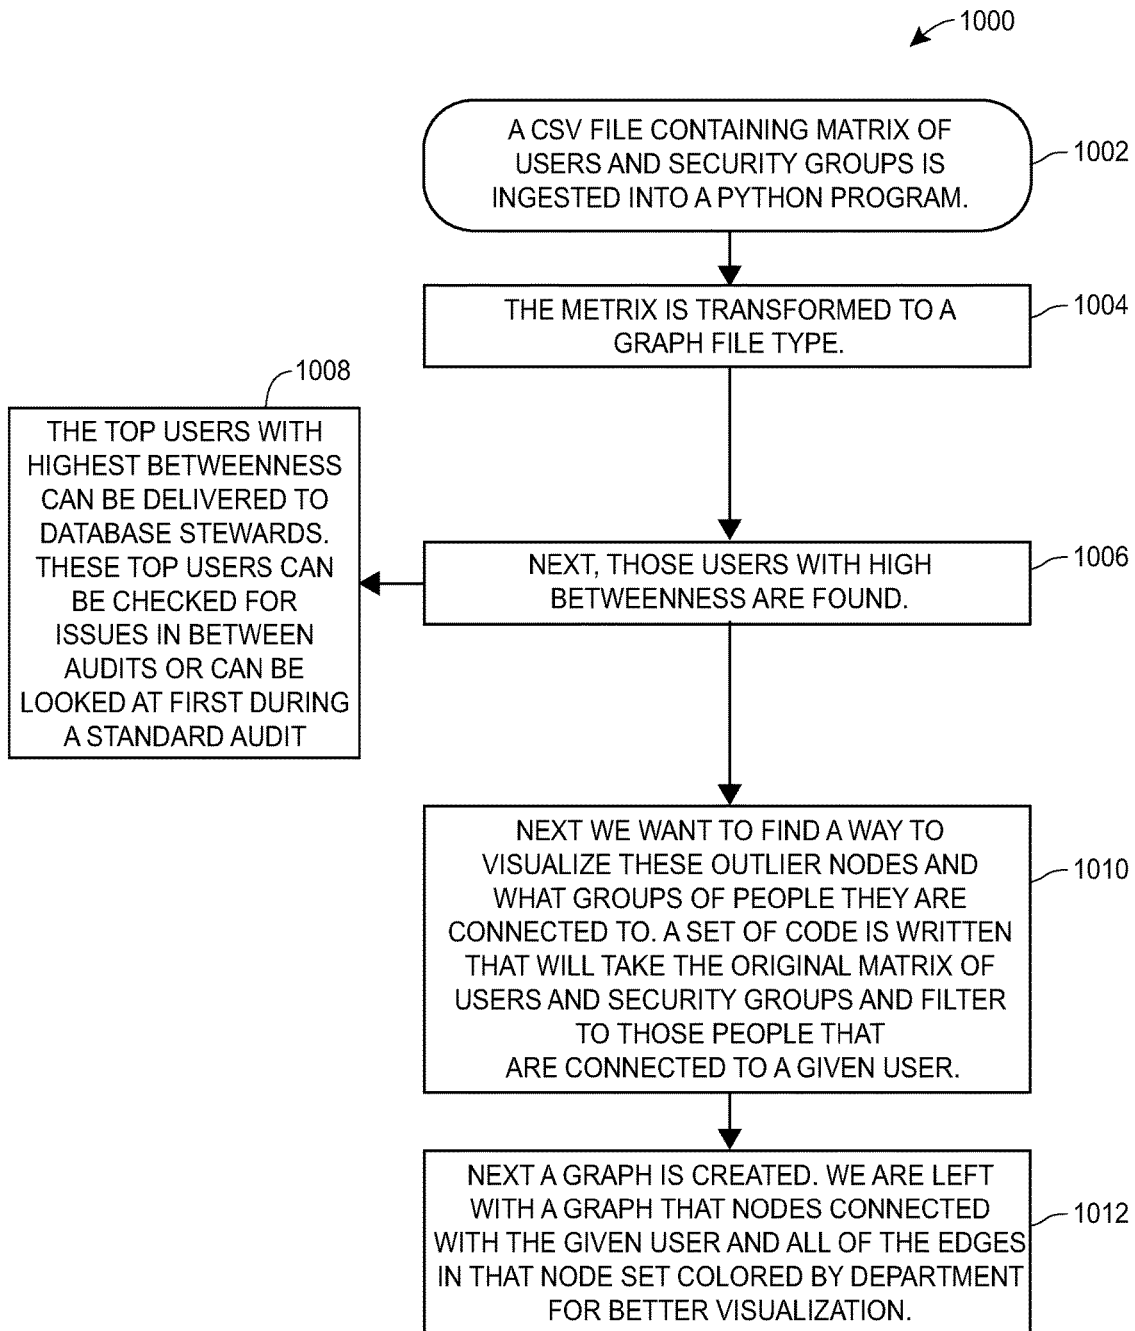 1000
A CSV FILE CONTAINING MATRIX OF
USERS AND SECURITY GROUPS IS
INGESTED INTO A PYTHON PROGRAM.
1002
THE METRIX IS TRANSFORMED TO A
GRAPH FILE TYPE.
1004
NEXT, THOSE USERS WITH HIGH
BETWEENNESS ARE FOUND.
1006
1008
THE TOP USERS WITH
HIGHEST BETWEENNESS
CAN BE DELIVERED TO
DATABASE STEWARDS.
THESE TOP USERS CAN
BE CHECKED FOR
ISSUES IN BETWEEN
AUDITS OR CAN BE
LOOKED AT FIRST DURING
A STANDARD AUDIT
NEXT WE WANT TO FIND A WAY TO
VISUALIZE THESE OUTLIER NODES AND
WHAT GROUPS OF PEOPLE THEY ARE
CONNECTED TO. A SET OF CODE IS WRITTEN
THAT WILL TAKE THE ORIGINAL MATRIX OF
USERS AND SECURITY GROUPS AND FILTER
TO THOSE PEOPLE THAT
ARE CONNECTED TO A GIVEN USER.
1010
NEXT A GRAPH IS CREATED. WE ARE LEFT
WITH A GRAPH THAT NODES CONNECTED
WITH THE GIVEN USER AND ALL OF THE EDGES
IN THAT NODE SET COLORED BY DEPARTMENT
FOR BETTER VISUALIZATION.
1012